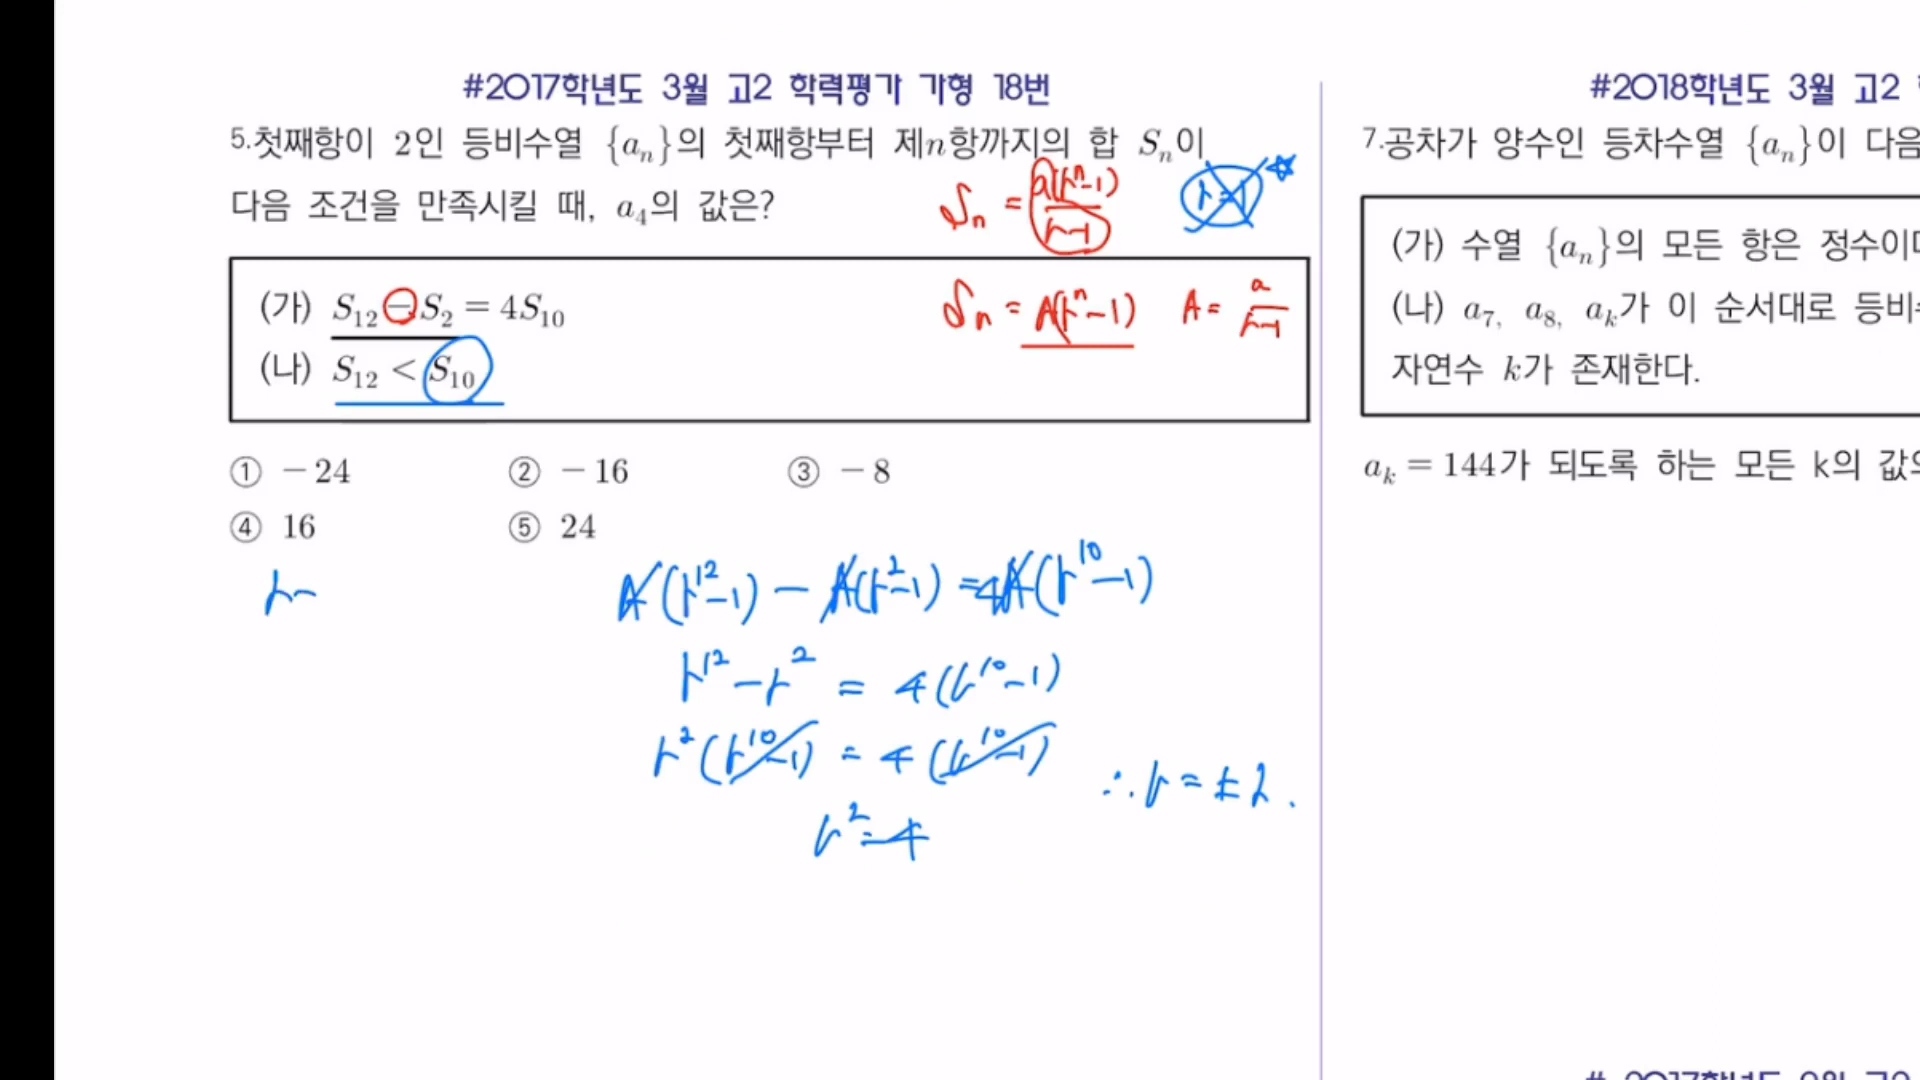 #2017학년도 3월 고2 학력평가 가형 18번
5.첫째항이 2인 등비수열 {aₙ}의 첫째항부터 제n항까지의 합 Sₙ이
다음 조건을 만족시킬 때, a₄의 값은?
Sₙ = a(rⁿ-1)/(r-1)
r=1
(가) S₁₂ - S₂ = 4S₁₀
(나) S₁₂ < S₁₀
Sₙ = A(rⁿ-1) A = a/(r-1)
① -24 ② -16 ③ -8
④ 16 ⑤ 24
A(r¹²-1) - A(r²-1) = 4A(r¹⁰-1)
r¹² - r² = 4(r¹⁰-1)
r²(r¹⁰-1) = 4(r¹⁰-1)
∴ r = ±2.
r² = 4
#2018학년도 3월 고2
7.공차가 양수인 등차수열 {aₙ}이 다음
(가) 수열 {aₙ}의 모든 항은 정수이
(나) a₇, a₈, aₖ가 이 순서대로 등비
자연수 k가 존재한다.
aₖ = 144가 되도록 하는 모든 k의 값